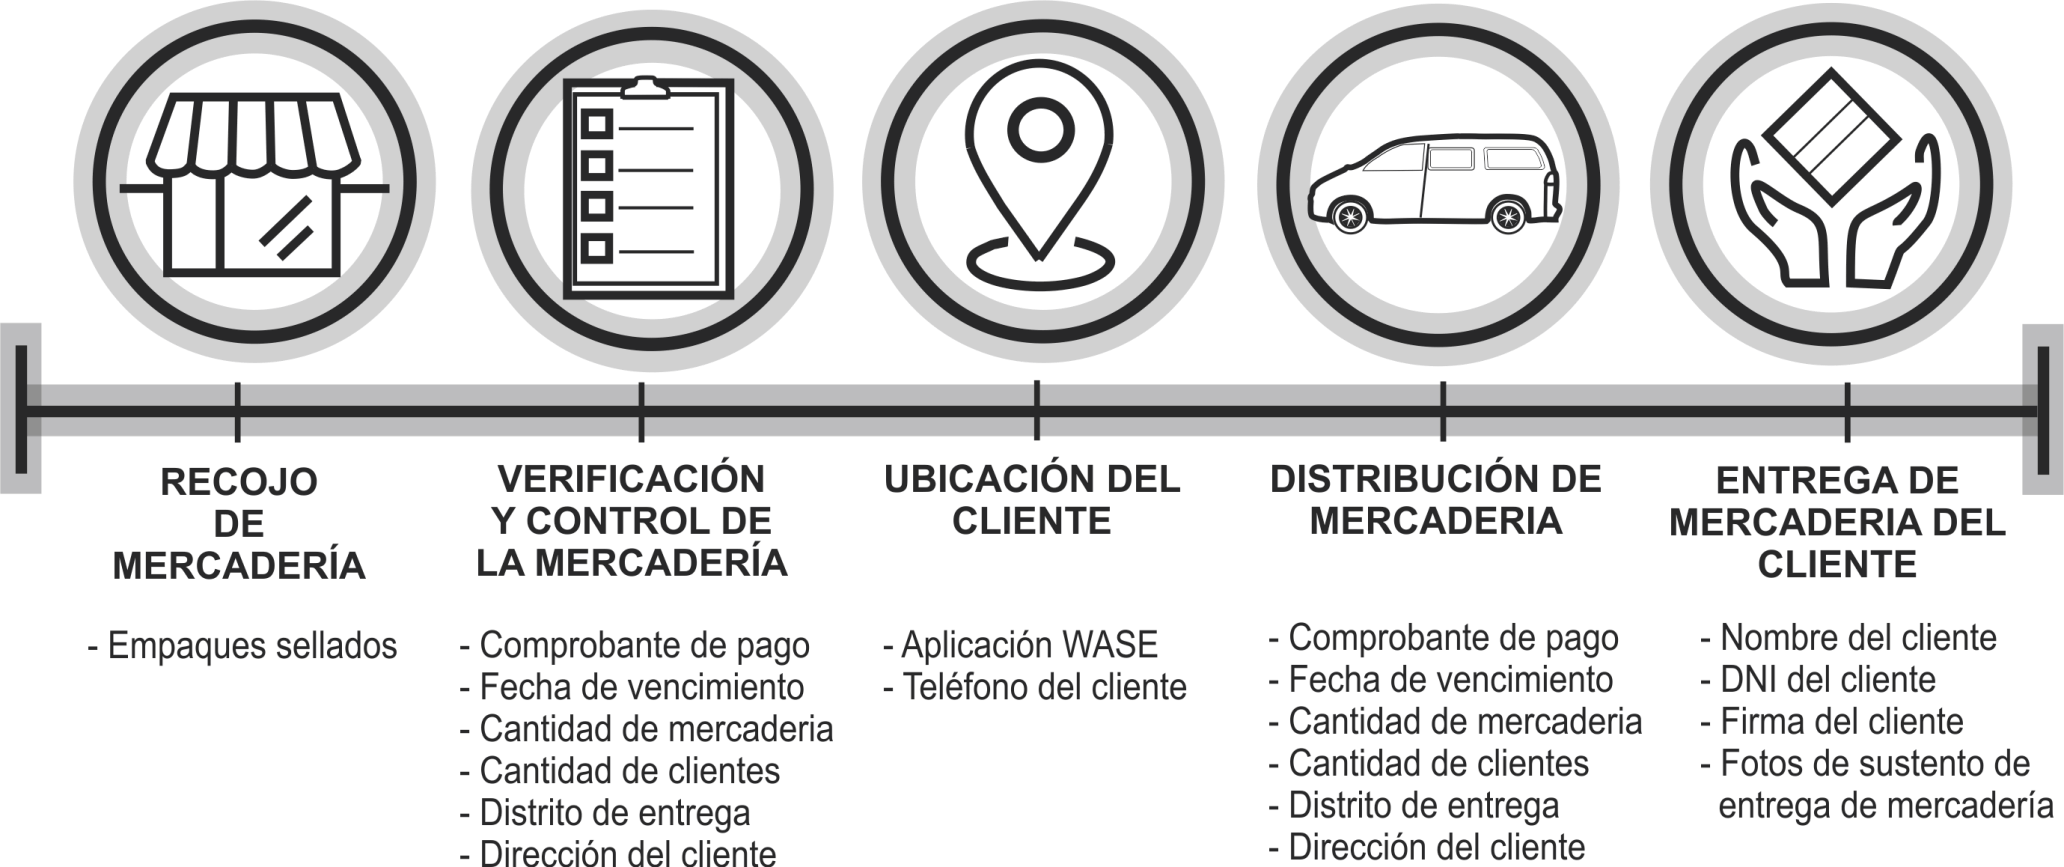 RECOJO
DE
MERCADERÍA
- Empaques sellados
VERIFICACIÓN
Y CONTROL DE
LA MERCADERÍA
- Comprobante de pago
- Fecha de vencimiento
- Cantidad de mercaderia
- Cantidad de clientes
- Distrito de entrega
- Dirección del cliente
UBICACIÓN DEL
CLIENTE
- Aplicación WASE
- Teléfono del cliente
DISTRIBUCIÓN DE
MERCADERIA
- Comprobante de pago
- Fecha de vencimiento
- Cantidad de mercaderia
- Cantidad de clientes
- Distrito de entrega
- Dirección del cliente
ENTREGA DE
MERCADERIA DEL
CLIENTE
- Nombre del cliente
- DNI del cliente
- Firma del cliente
- Fotos de sustento de
entrega de mercadería